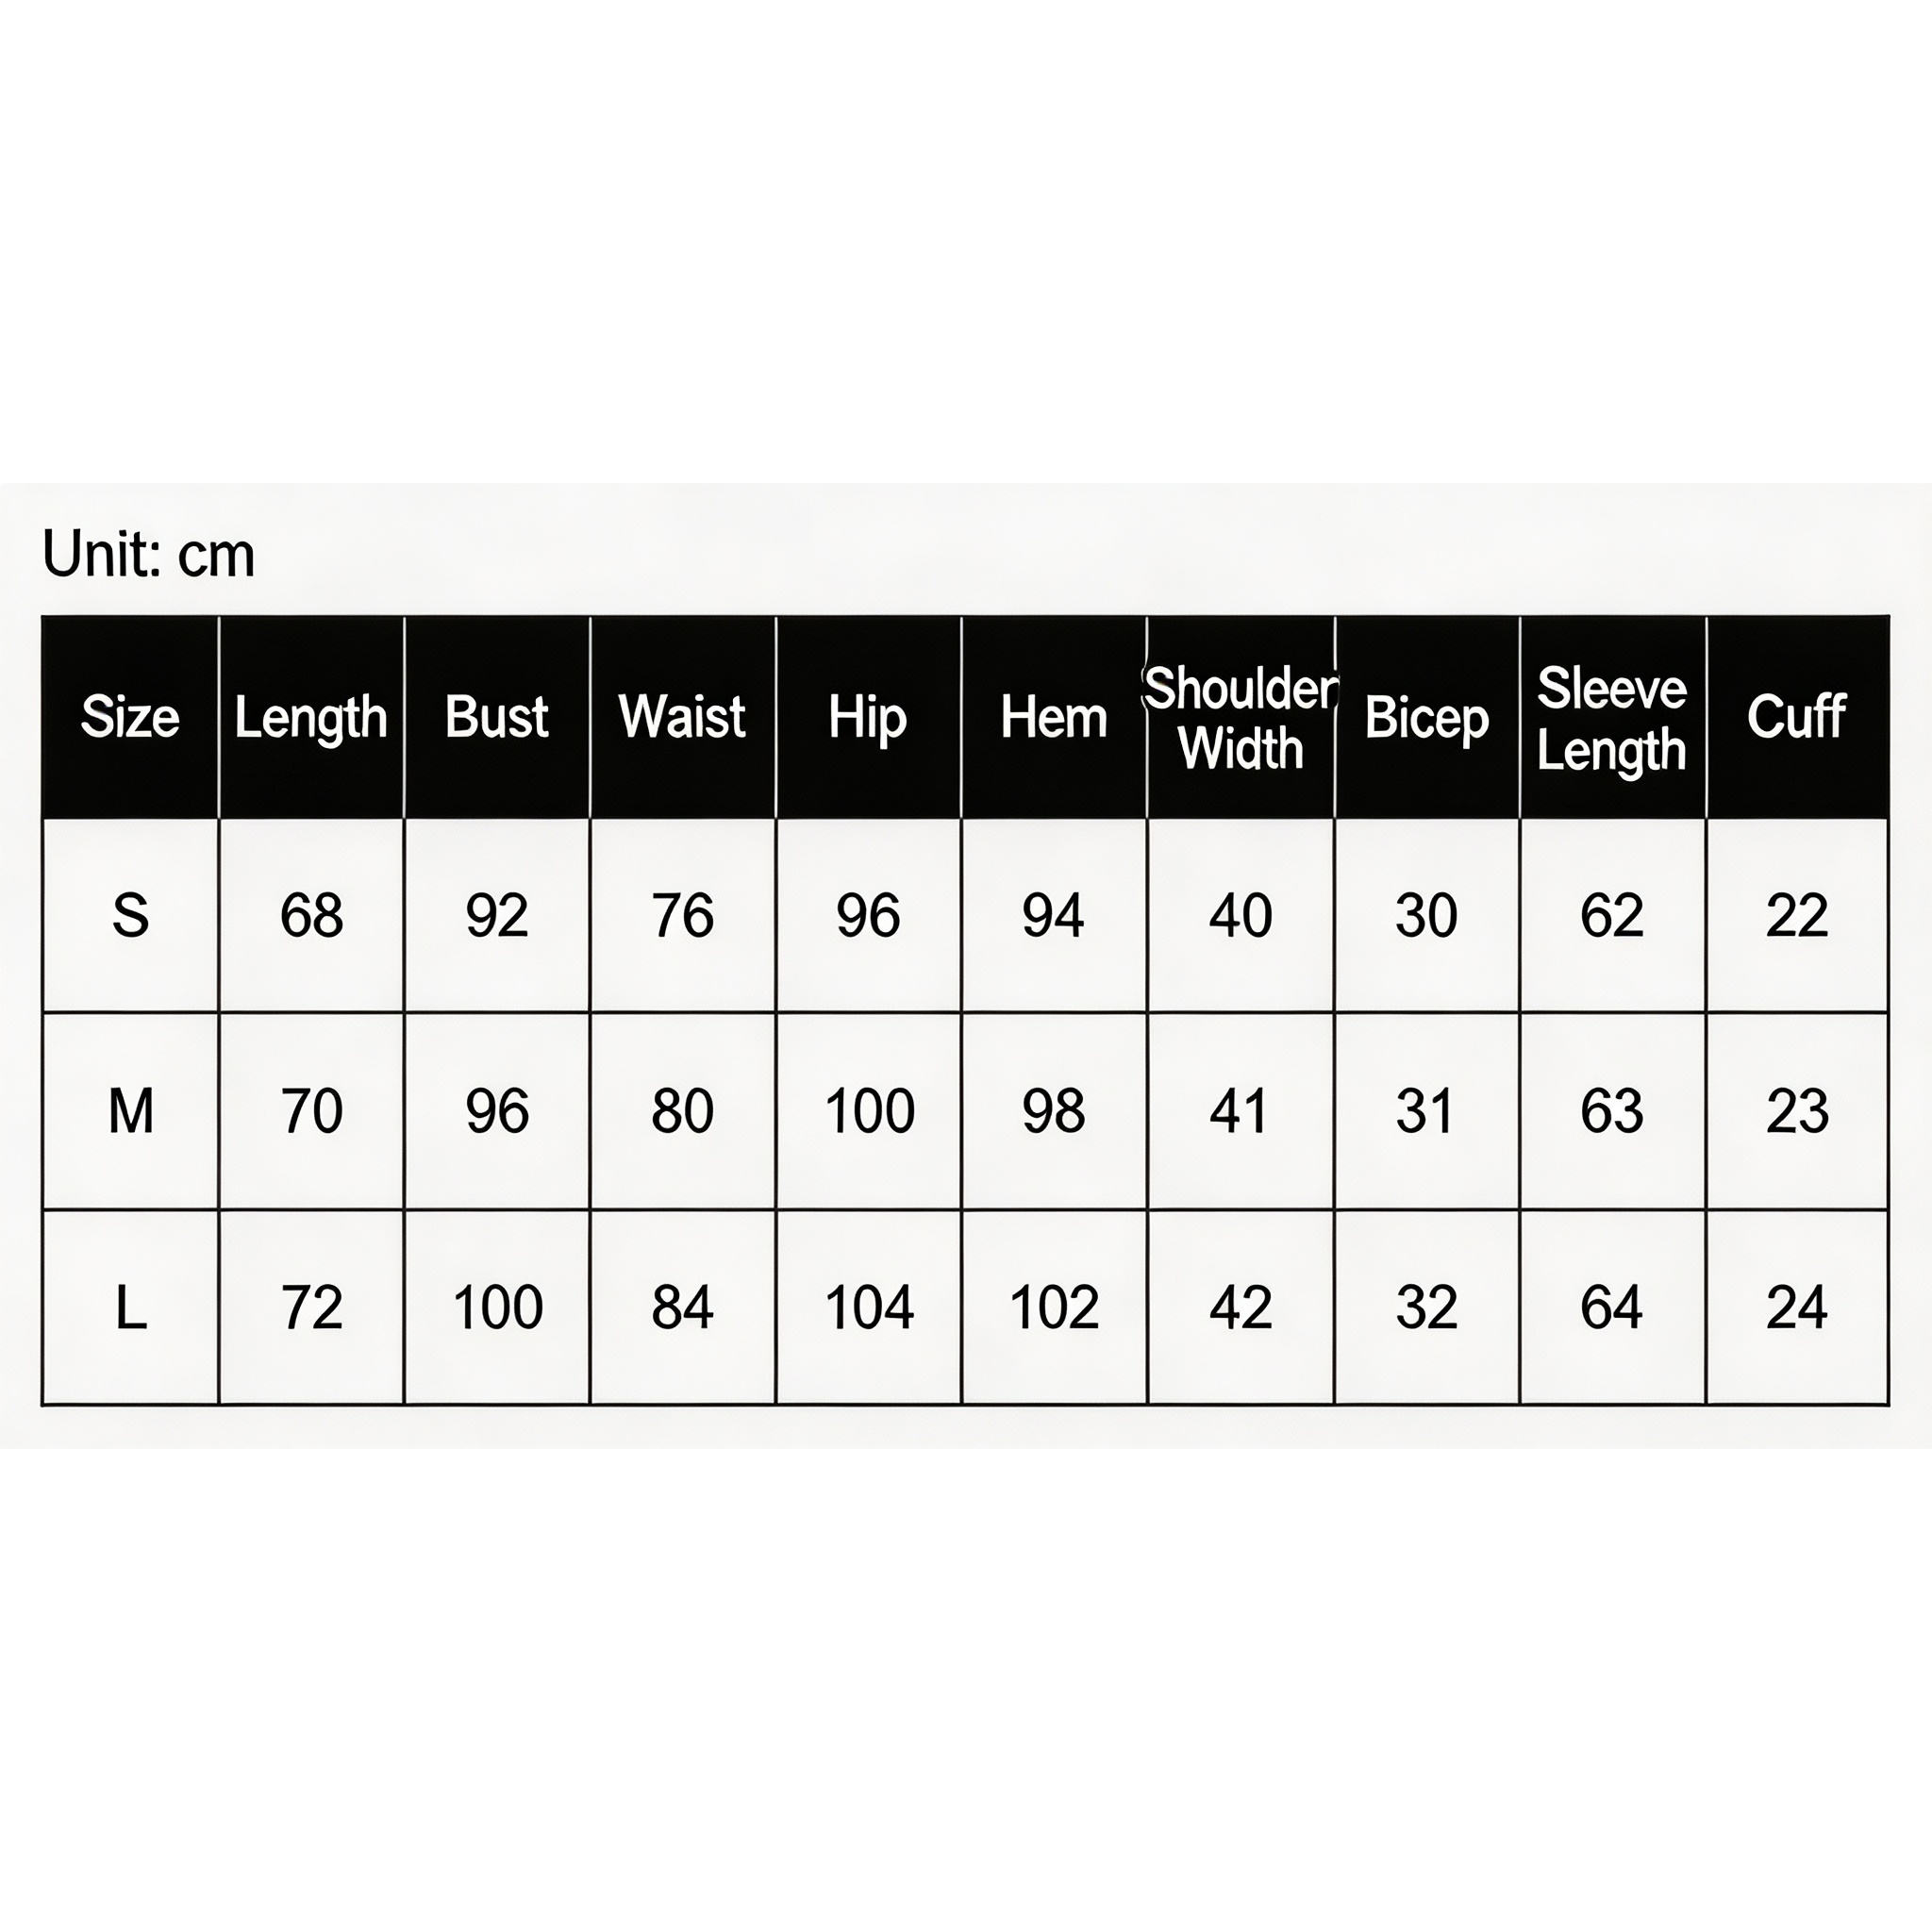 Unit: cm
Size Length Bust Waist Hip Hem Shoulder Width Bicep Sleeve Length Cuff
S 68 92 76 96 94 40 30 62 22
M 70 96 80 100 98 41 31 63 23
L 72 100 84 104 102 42 32 64 24